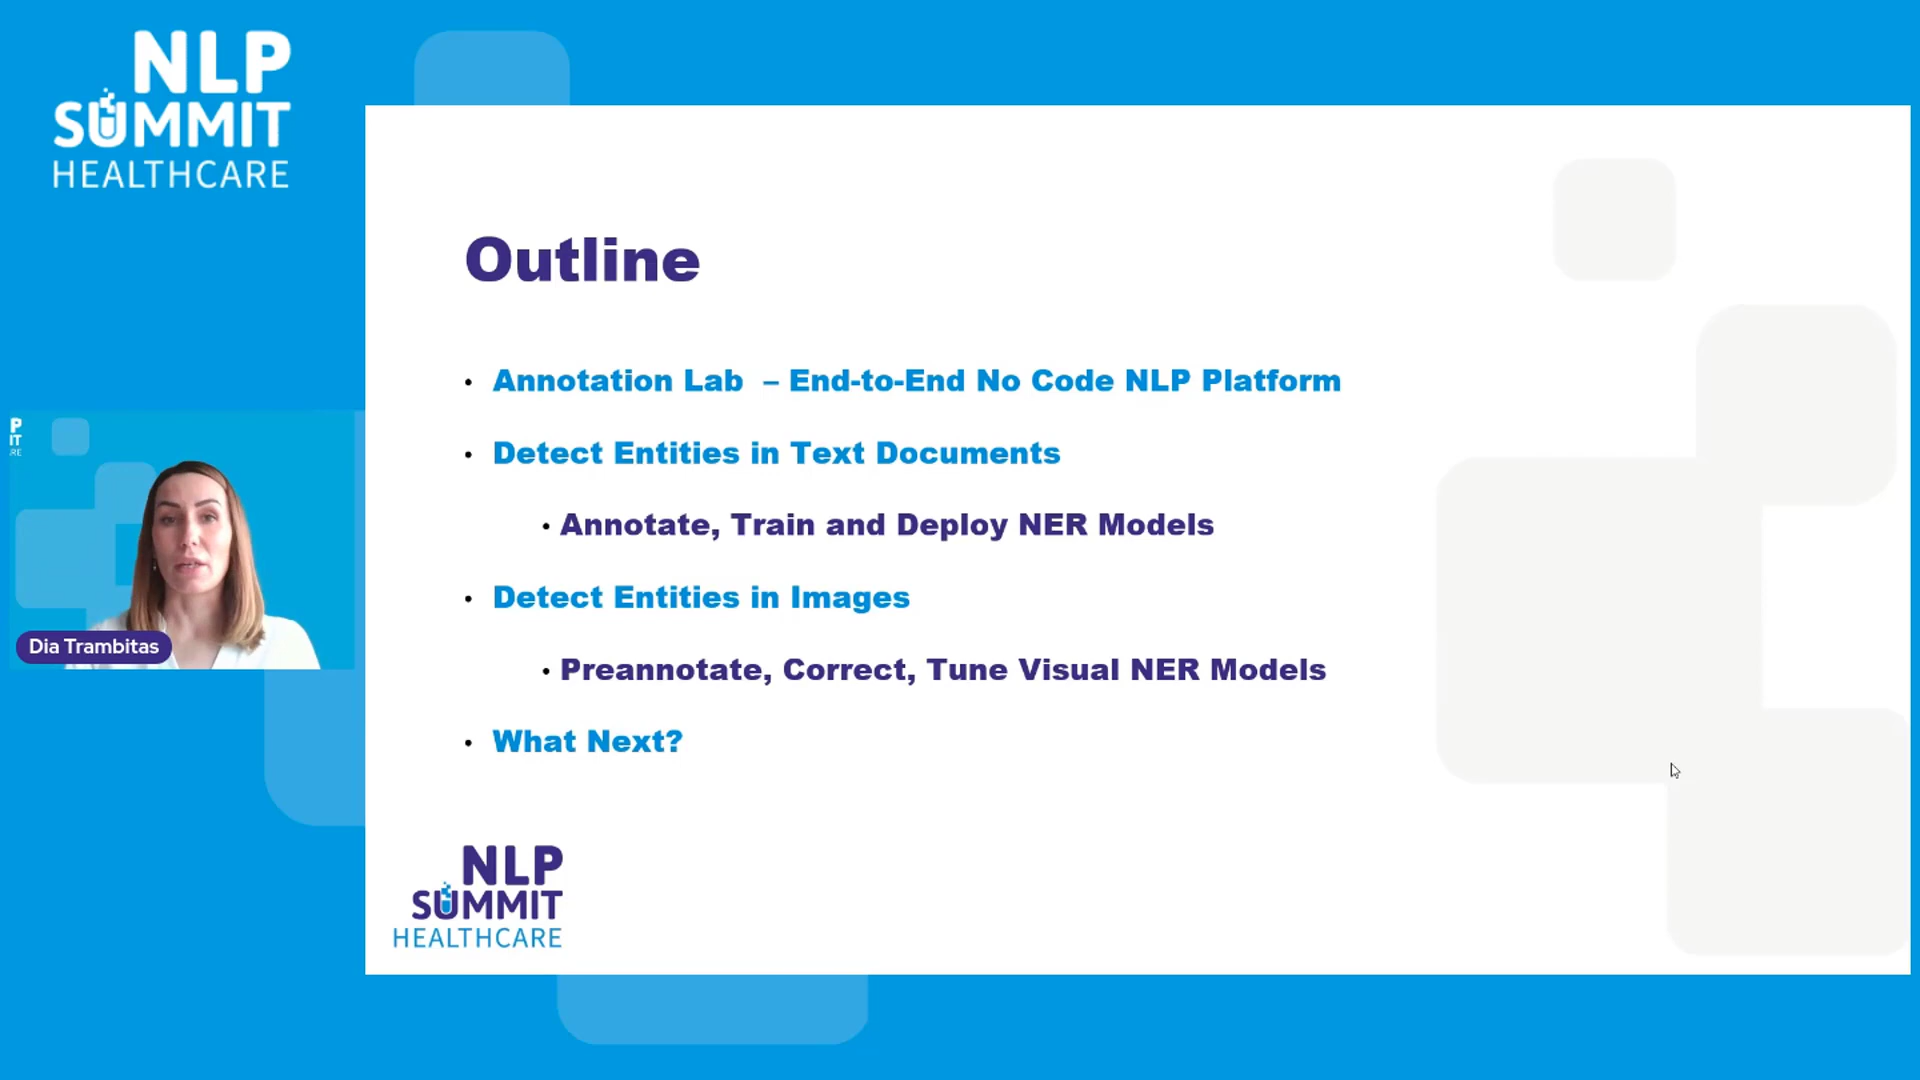 NLP
SUMMIT
HEALTHCARE
Outline
• Annotation Lab – End-to-End No Code NLP Platform
• Detect Entities in Text Documents
• Annotate, Train and Deploy NER Models
• Detect Entities in Images
• Preannotate, Correct, Tune Visual NER Models
• What Next?
P
IT
RE
Dia Trambitas
NLP
SUMMIT
HEALTHCARE